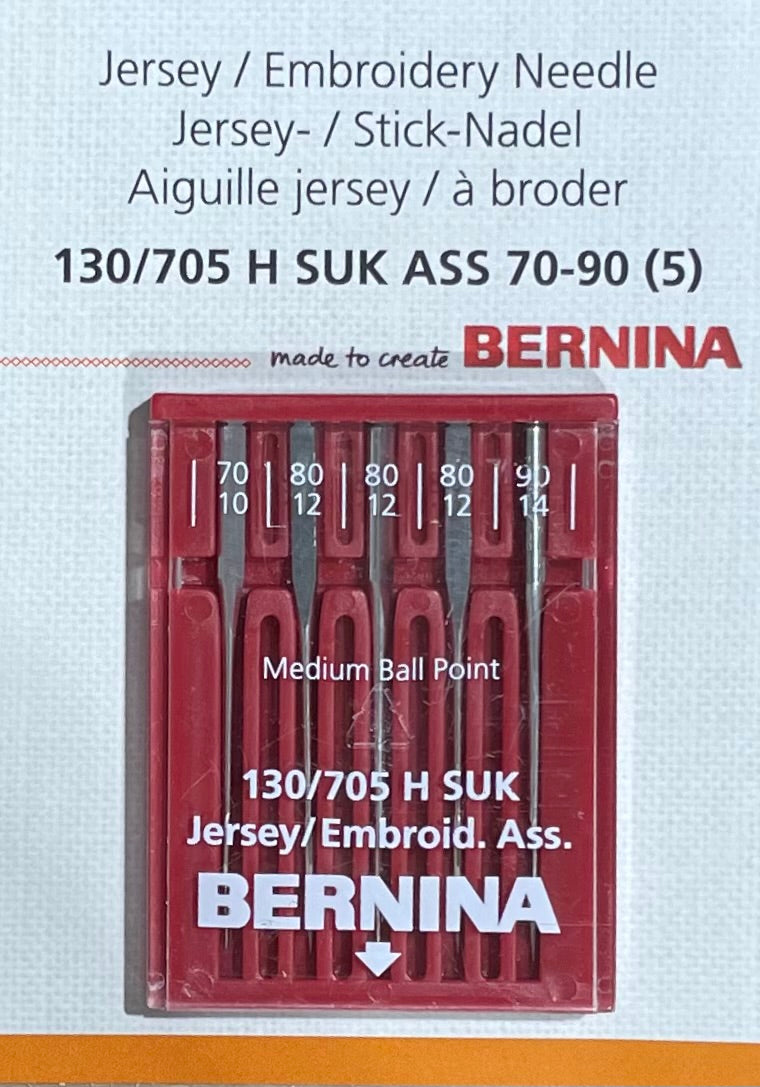 Jersey / Embroidery Needle
Jersey- / Stick-Nadel
Aiguille jersey / à broder
130/705 H SUK ASS 70-90 (5)
made to create BERNINA
70 80 80 80 90
10 12 12 12 14
Medium Ball Point
130/705 H SUK
Jersey/Embroid. Ass.
BERNINA